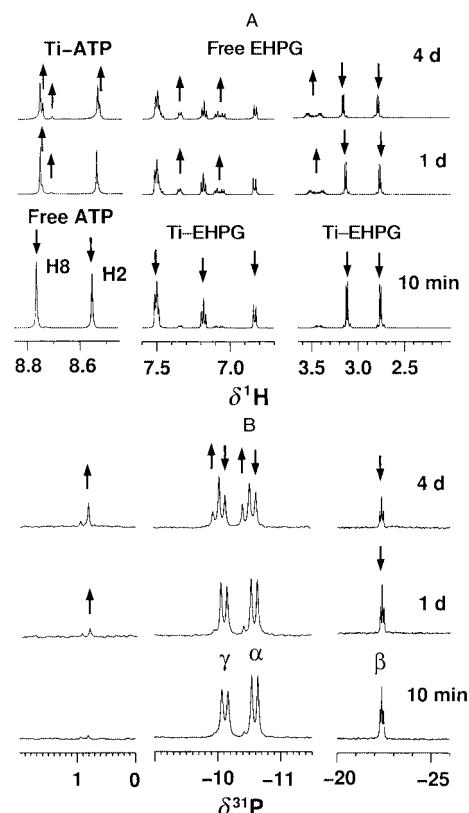 A
Ti–ATP Free EHPG 4 d
1 d
Free ATP Ti–EHPG Ti–EHPG
H8 H2 10 min
8.8 8.6 7.5 7.0 3.5 3.0 2.5
δ¹H
B
4 d
1 d
γ α β 10 min
1 0 −10 −11 −20 −25
δ³¹P